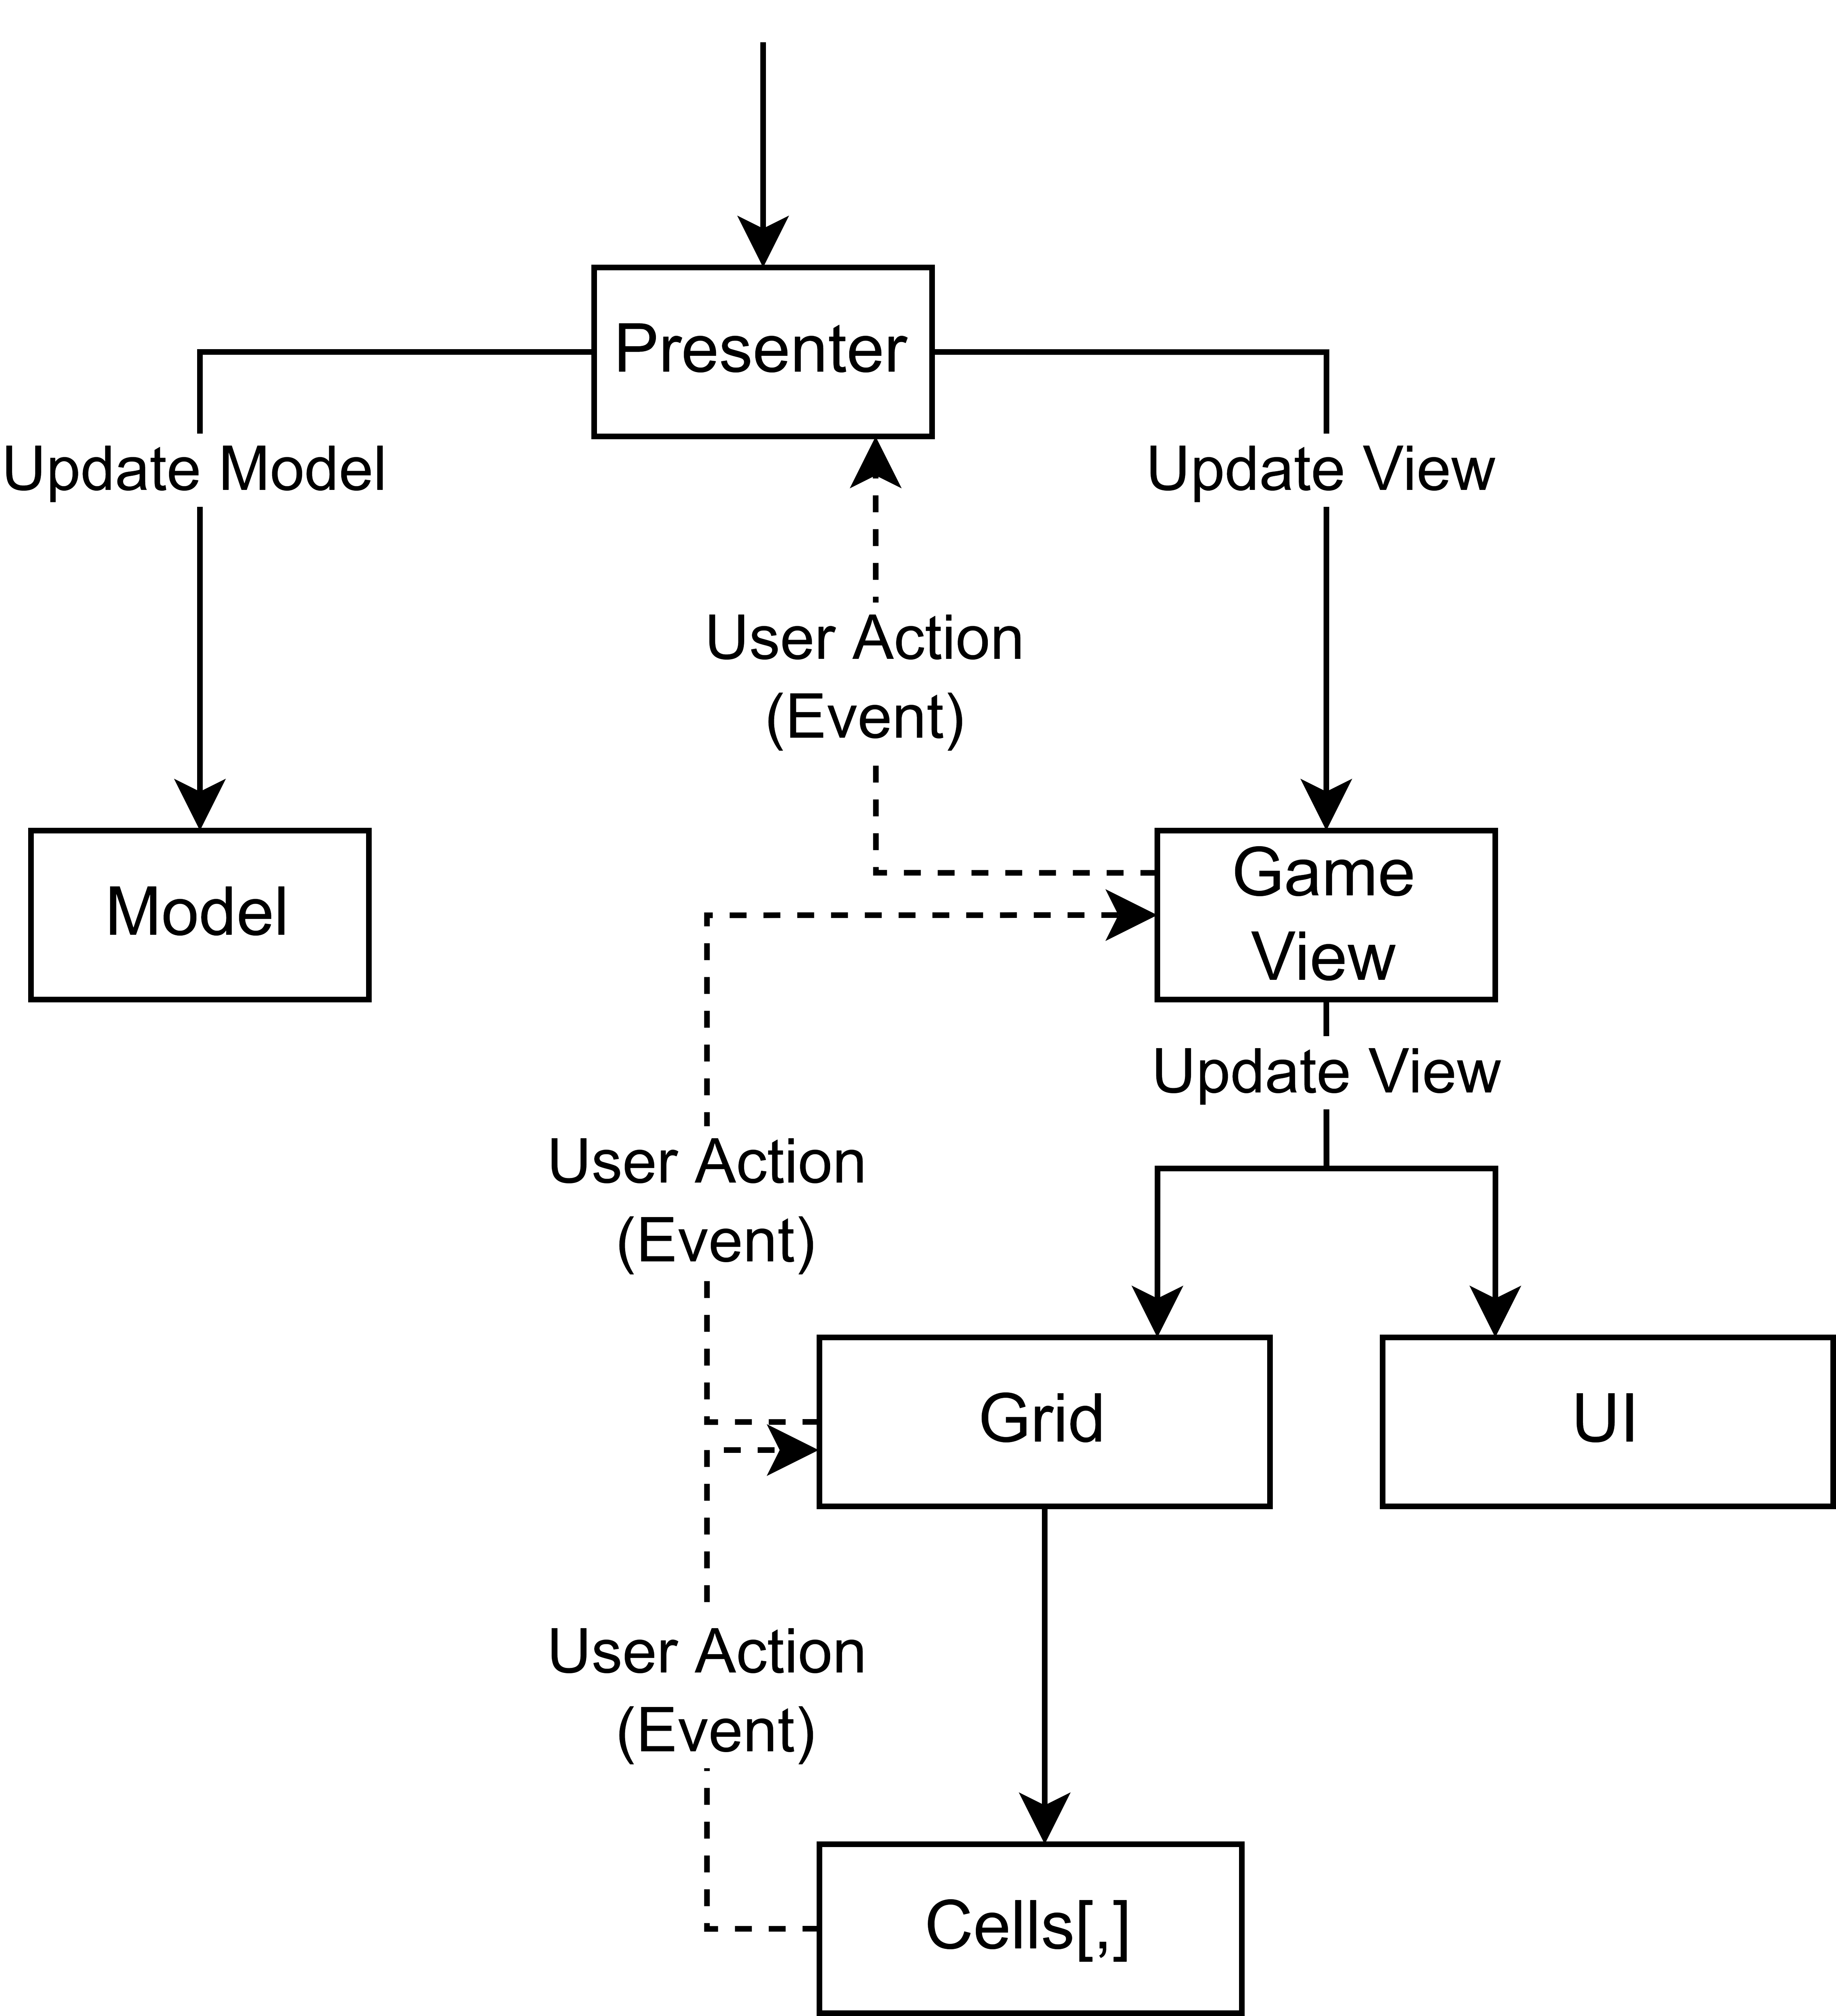 Presenter
Update Model
Update View
User Action
(Event)
Model
Game
View
Update View
User Action
(Event)
Grid
UI
User Action
(Event)
Cells[,]